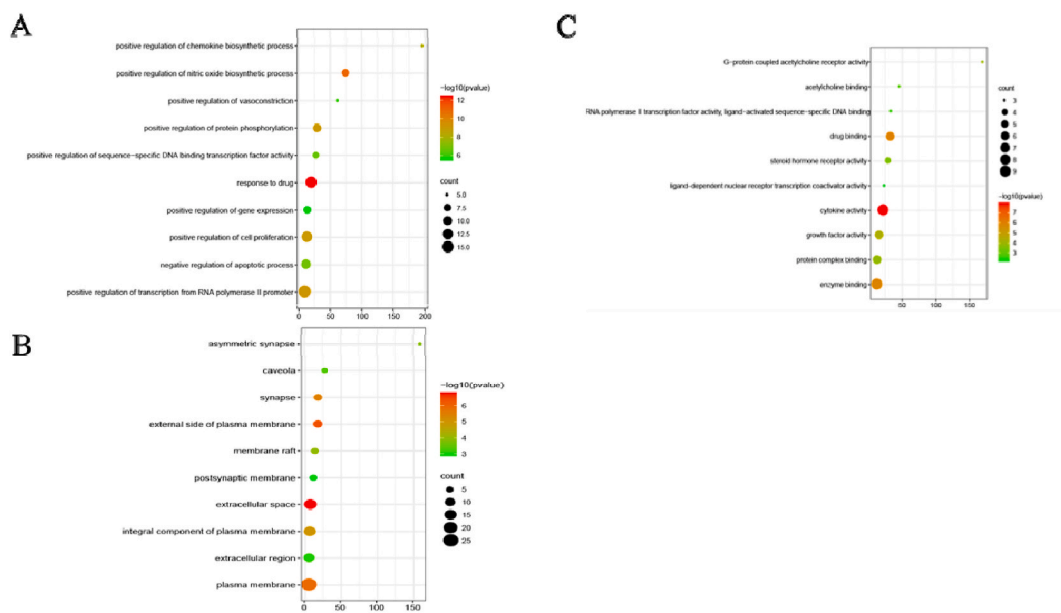 A
positive regulation of chemokine biosynthetic process
positive regulation of nitric oxide biosynthetic process
positive regulation of vasoconstriction
positive regulation of protein phosphorylation
positive regulation of sequence-specific DNA binding transcription factor activity
response to drug
positive regulation of gene expression
positive regulation of cell proliferation
negative regulation of apoptotic process
positive regulation of transcription from RNA polymerase II promoter
0 50 100 150 200
-log10(pvalue)
12
10
8
6
count
5.0
7.5
10.0
12.5
15.0
B
asymmetric synapse
caveola
synapse
external side of plasma membrane
membrane raft
postsynaptic membrane
extracellular space
integral component of plasma membrane
extracellular region
plasma membrane
0 50 100 150
-log10(pvalue)
6
5
4
3
count
5
10
15
20
25
C
G-protein coupled acetylcholine receptor activity
acetylcholine binding
RNA polymerase II transcription factor activity, ligand-activated sequence-specific DNA binding
drug binding
steroid hormone receptor activity
ligand-dependent nuclear receptor transcription coactivator activity
cytokine activity
growth factor activity
protein complex binding
enzyme binding
50 100 150
count
3
4
5
6
7
8
9
-log10(pvalue)
7
6
5
4
3